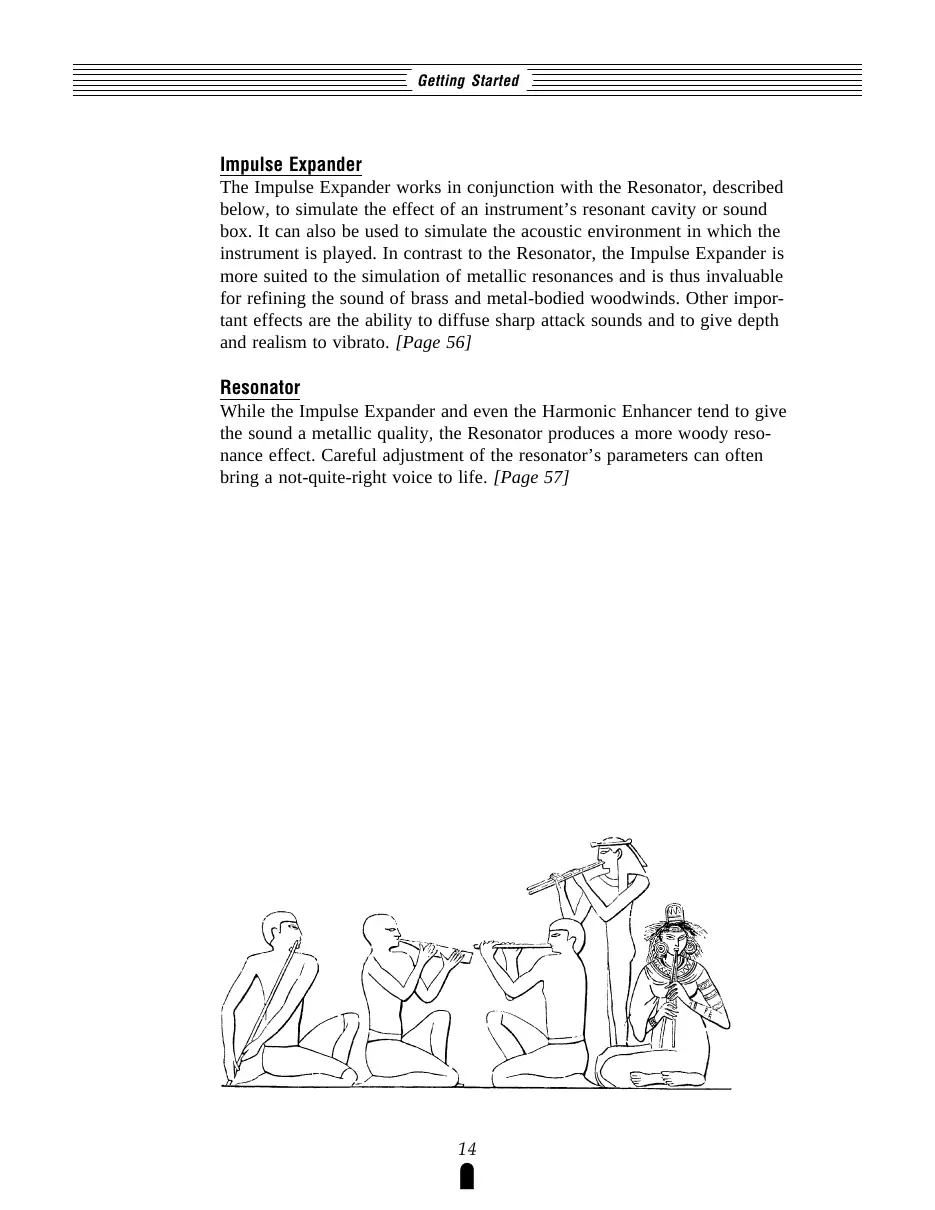 Getting Started
Impulse Expander
The Impulse Expander works in conjunction with the Resonator, described
below, to simulate the effect of an instrument’s resonant cavity or sound
box. It can also be used to simulate the acoustic environment in which the
instrument is played. In contrast to the Resonator, the Impulse Expander is
more suited to the simulation of metallic resonances and is thus invaluable
for refining the sound of brass and metal-bodied woodwinds. Other impor-
tant effects are the ability to diffuse sharp attack sounds and to give depth
and realism to vibrato. [Page 56]
Resonator
While the Impulse Expander and even the Harmonic Enhancer tend to give
the sound a metallic quality, the Resonator produces a more woody reso-
nance effect. Careful adjustment of the resonator’s parameters can often
bring a not-quite-right voice to life. [Page 57]
14